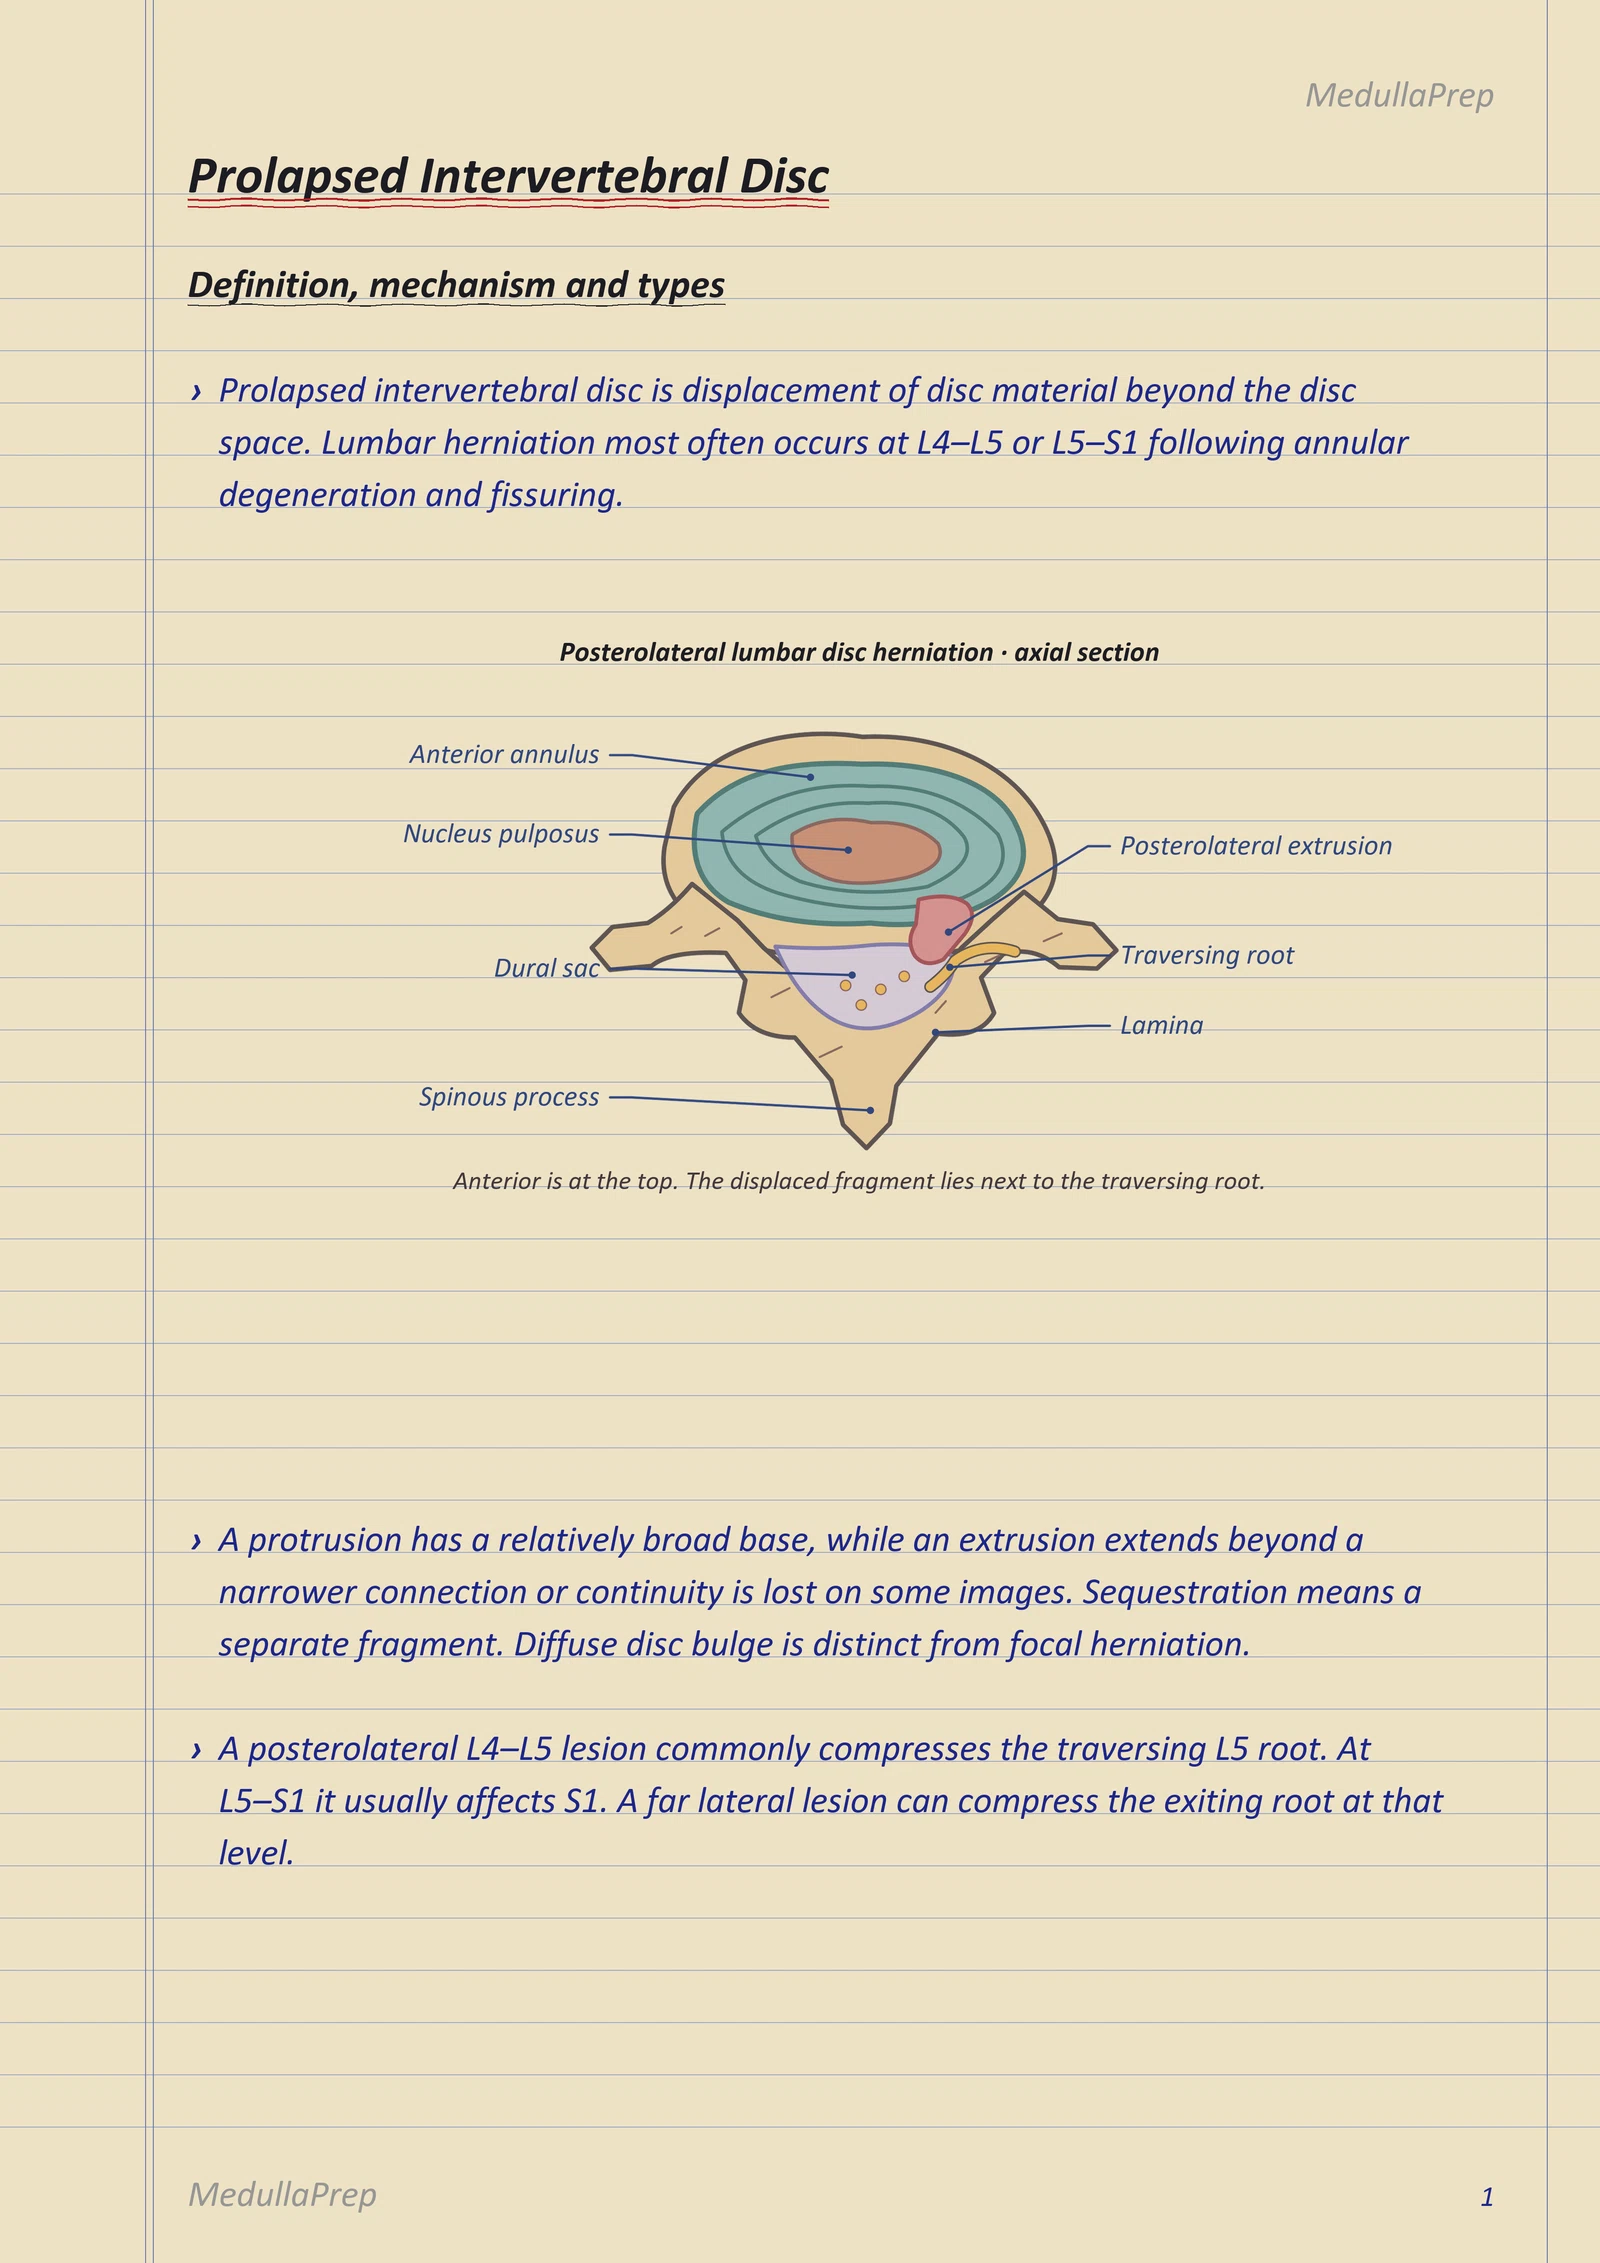 MedullaPrep
Prolapsed Intervertebral Disc
Definition, mechanism and types
› Prolapsed intervertebral disc is displacement of disc material beyond the disc
space. Lumbar herniation most often occurs at L4–L5 or L5–S1 following annular
degeneration and fissuring.
Posterolateral lumbar disc herniation · axial section
Anterior annulus
Nucleus pulposus
Posterolateral extrusion
Dural sac
Traversing root
Lamina
Spinous process
Anterior is at the top. The displaced fragment lies next to the traversing root.
› A protrusion has a relatively broad base, while an extrusion extends beyond a
narrower connection or continuity is lost on some images. Sequestration means a
separate fragment. Diffuse disc bulge is distinct from focal herniation.
› A posterolateral L4–L5 lesion commonly compresses the traversing L5 root. At
L5–S1 it usually affects S1. A far lateral lesion can compress the exiting root at that
level.
MedullaPrep
1